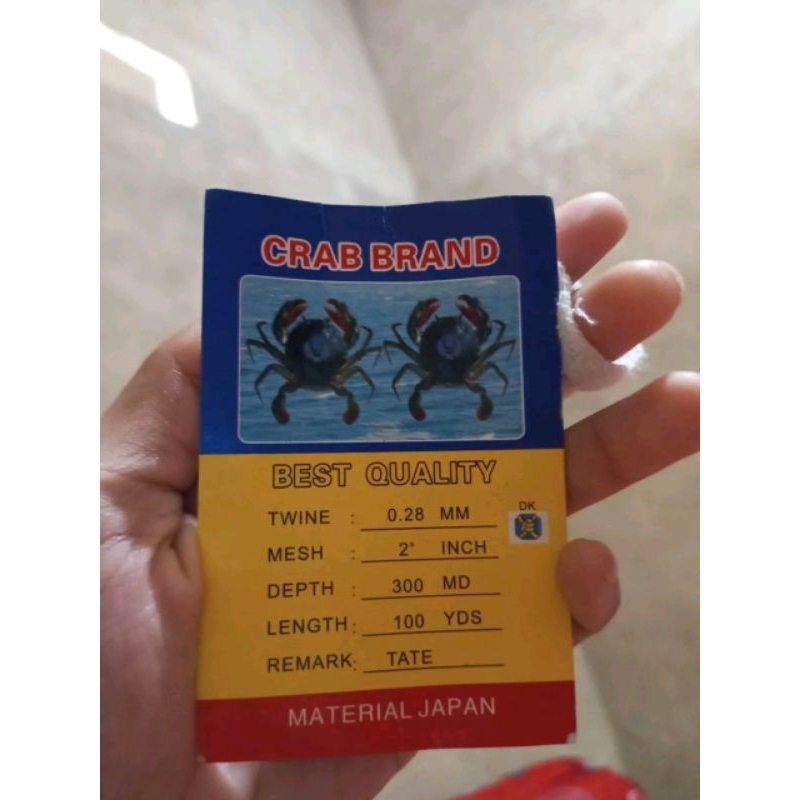 CRAB BRAND
BEST QUALITY
DK
TWINE : 0.28 MM
MESH : 2" INCH
DEPTH : 300 MD
LENGTH : 100 YDS
REMARK : TATE
MATERIAL JAPAN